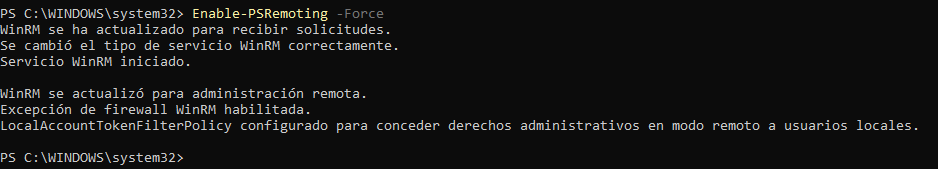 PS C:\WINDOWS\system32> Enable-PSRemoting -Force
WinRM se ha actualizado para recibir solicitudes.
Se cambió el tipo de servicio WinRM correctamente.
Servicio WinRM iniciado.
WinRM se actualizó para administración remota.
Excepción de firewall WinRM habilitada.
LocalAccountTokenFilterPolicy configurado para conceder derechos administrativos en modo remoto a usuarios locales.
PS C:\WINDOWS\system32>